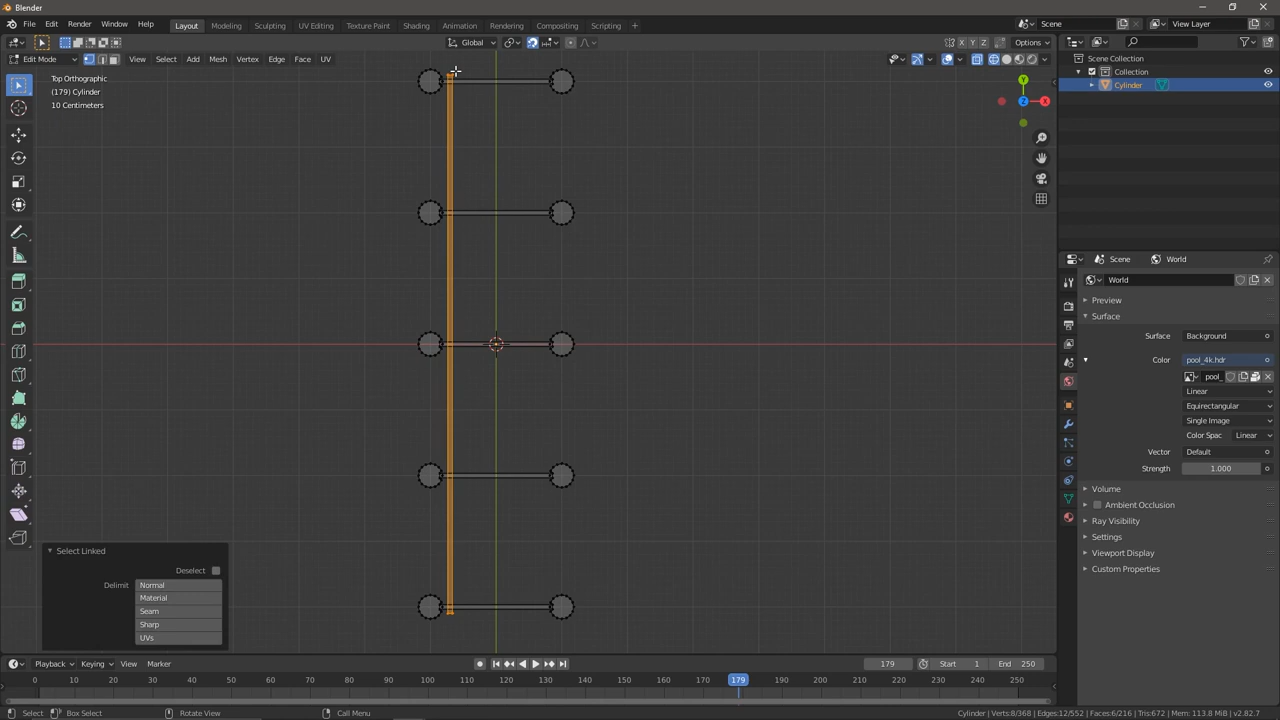 Blender
File Edit Render Window Help Layout Modeling Sculpting UV Editing Texture Paint Shading Animation Rendering Compositing Scripting + Scene View Layer
Global X Y Z Options
Edit Mode View Select Add Mesh Vertex Edge Face UV
Top Orthographic
(179) Cylinder
10 Centimeters
Y
Z X
Scene Collection
Collection
Cylinder
Scene World
World
Preview
Surface
Surface Background
Color pool_4k.hdr
pool_
Linear
Equirectangular
Single Image
Color Spac Linear
Vector Default
Strength 1.000
Volume
Ambient Occlusion
Ray Visibility
Settings
Viewport Display
Custom Properties
Select Linked
Deselect
Delimit Normal
Material
Seam
Sharp
UVs
Playback Keying View Marker 179 Start 1 End 250
0 10 20 30 40 50 60 70 80 90 100 110 120 130 140 150 160 170 179 190 200 210 220 230 240 250
Select Box Select Rotate View Call Menu Cylinder | Verts:8/368 | Edges:12/552 | Faces:6/216 | Tris:672 | Mem: 113.8 MiB | v2.82.7